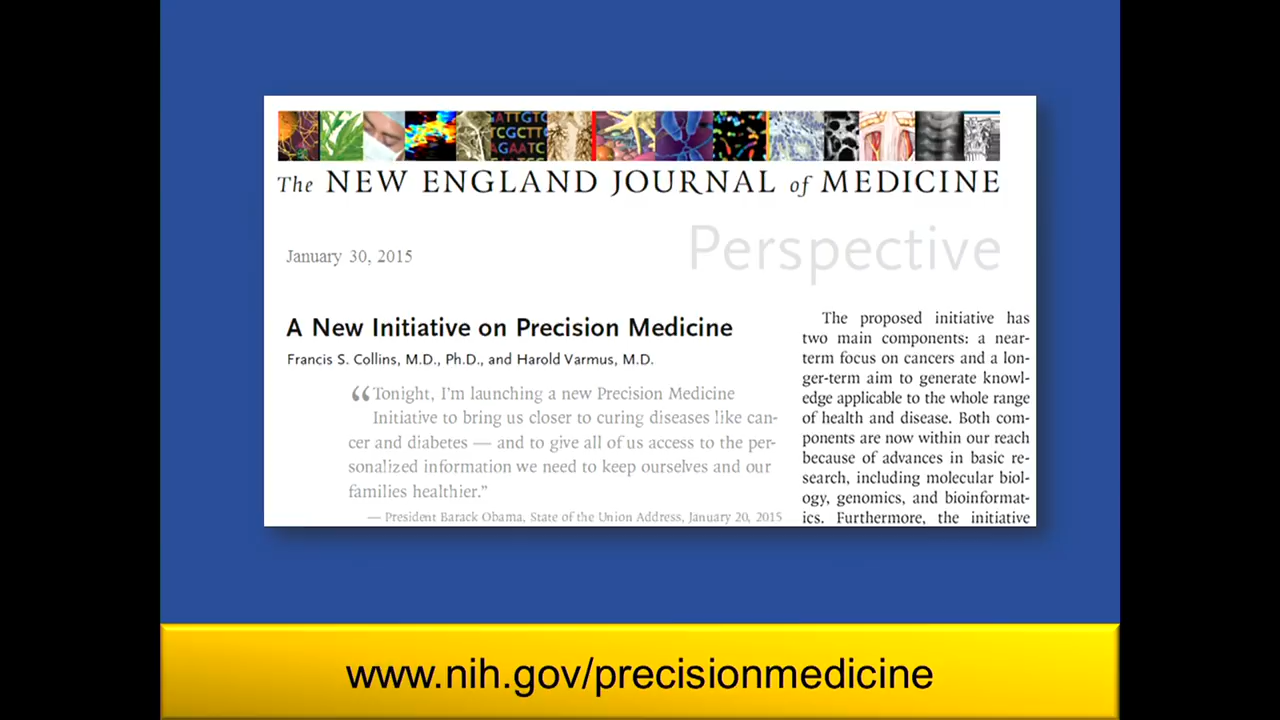 ATTGTC
TCGCTTC
AGAATC
The NEW ENGLAND JOURNAL of MEDICINE
Perspective
January 30, 2015
A New Initiative on Precision Medicine
Francis S. Collins, M.D., Ph.D., and Harold Varmus, M.D.
“Tonight, I’m launching a new Precision Medicine
Initiative to bring us closer to curing diseases like can-
cer and diabetes — and to give all of us access to the per-
sonalized information we need to keep ourselves and our
families healthier.”
— President Barack Obama, State of the Union Address, January 20, 2015
The proposed initiative has
two main components: a near-
term focus on cancers and a lon-
ger-term aim to generate knowl-
edge applicable to the whole range
of health and disease. Both com-
ponents are now within our reach
because of advances in basic re-
search, including molecular biol-
ogy, genomics, and bioinformat-
ics. Furthermore, the initiative
www.nih.gov/precisionmedicine